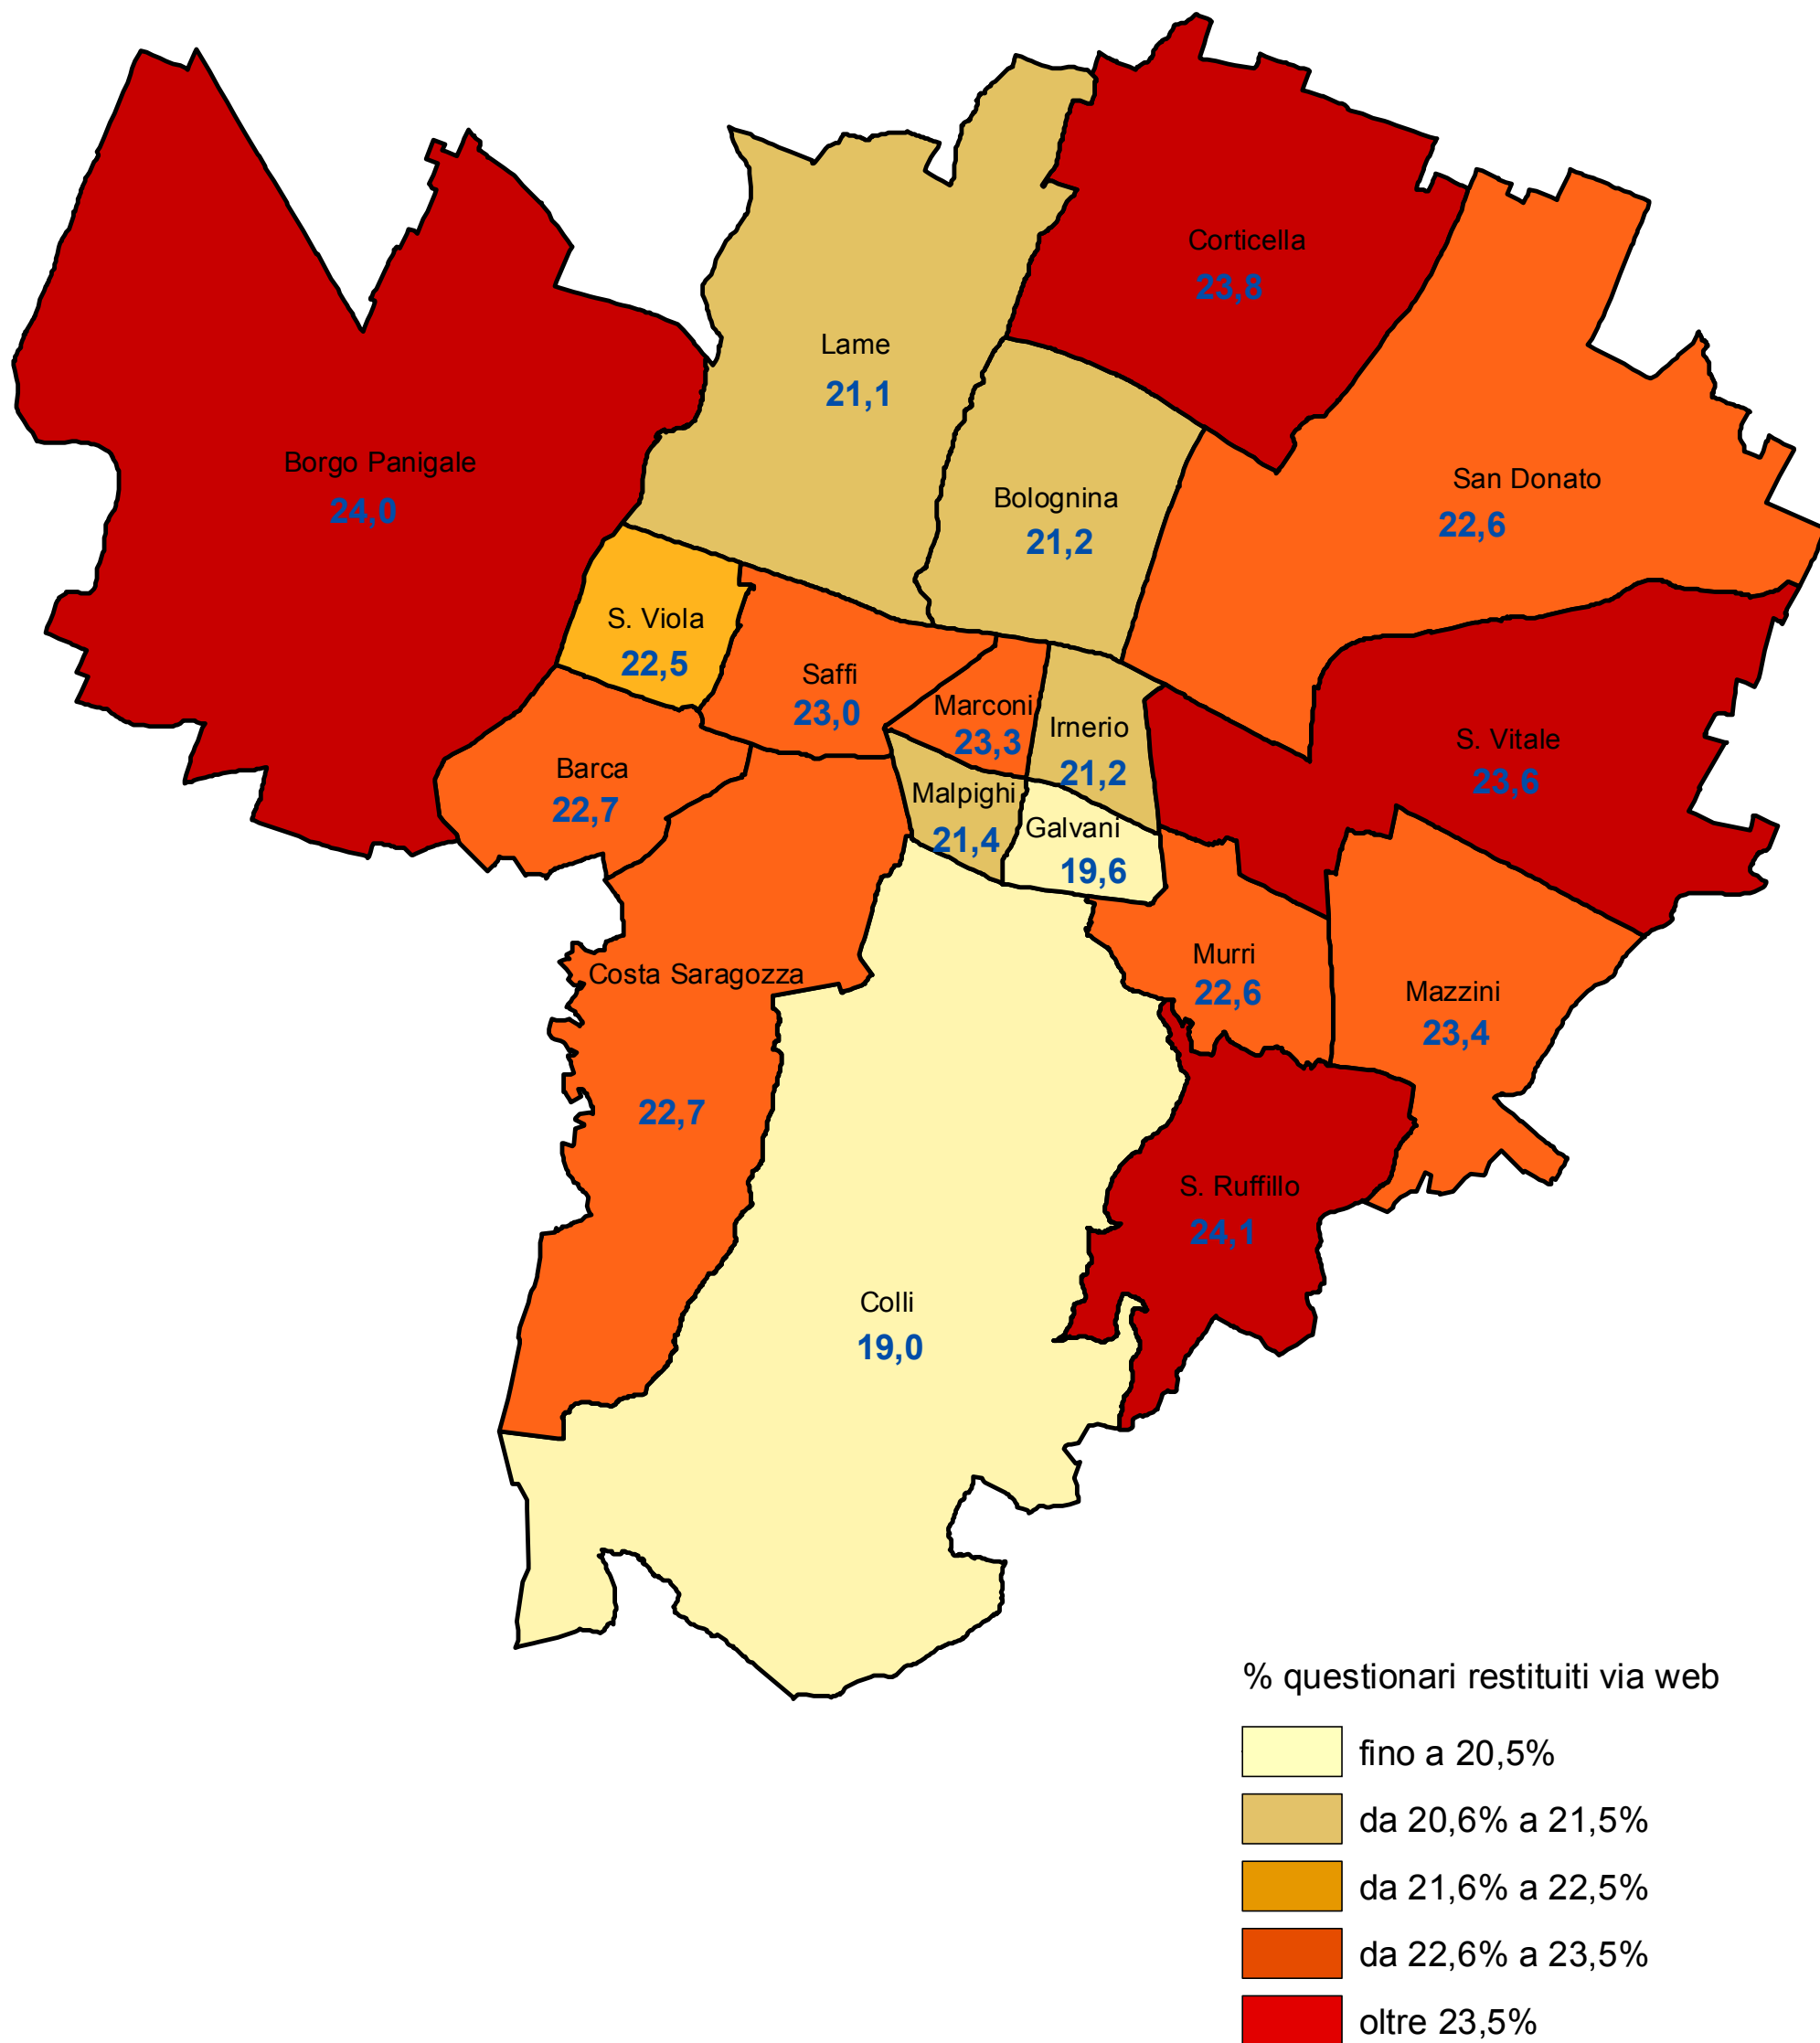 Corticella
23,8
Lame
21,1
Borgo Panigale
24,0
San Donato
22,6
Bolognina
21,2
S. Viola
22,5
Saffi
23,0
Marconi
23,3
Irnerio
21,2
S. Vitale
23,6
Barca
22,7
Malpighi
21,4
Galvani
19,6
Murri
22,6
Costa Saragozza
22,7
Mazzini
23,4
S. Ruffillo
24,1
Colli
19,0
% questionari restituiti via web
fino a 20,5%
da 20,6% a 21,5%
da 21,6% a 22,5%
da 22,6% a 23,5%
oltre 23,5%